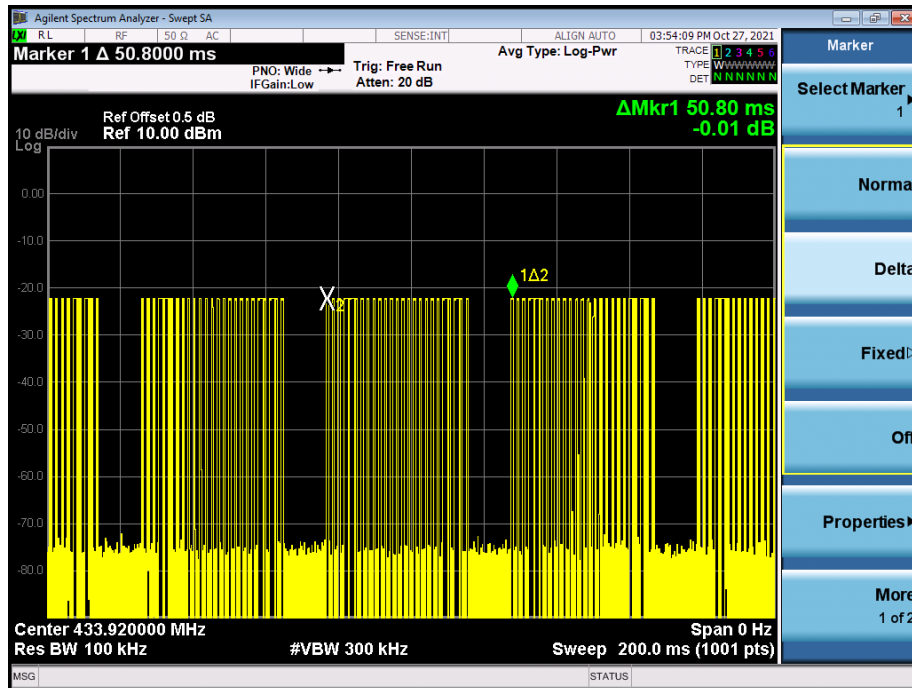 Agilent Spectrum Analyzer - Swept SA
LXI RL RF 50 Ω AC SENSE:INT ALIGN AUTO 03:54:09 PM Oct 27, 2021
Marker 1 Δ 50.8000 ms
PNO: Wide
IFGain:Low
Trig: Free Run
Atten: 20 dB
Avg Type: Log-Pwr
TRACE 1 2 3 4 5 6
TYPE WWWWWW
DET N N N N N N
ΔMkr1 50.80 ms
-0.01 dB
Ref Offset 0.5 dB
10 dB/div Ref 10.00 dBm
Log
0.00
-10.0
-20.0
-30.0
-40.0
-50.0
-60.0
-70.0
-80.0
X2
1Δ2
Center 433.920000 MHz Span 0 Hz
Res BW 100 kHz #VBW 300 kHz Sweep 200.0 ms (1001 pts)
MSG STATUS
Marker
Select Marker
1
Norma
Delta
Fixed
Off
Properties
More
1 of 2